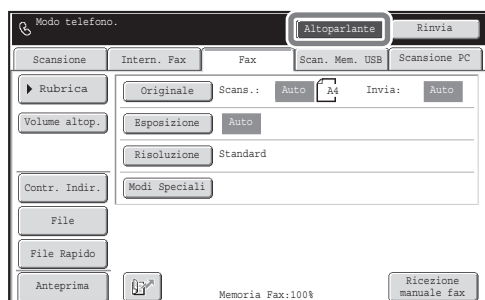 Modo telefono.
Altoparlante
Rinvia
Scansione
Intern. Fax
Fax
Scan. Mem. USB
Scansione PC
Rubrica
Originale
Scans.:
Auto
A4
Invia:
Auto
Volume altop.
Esposizione
Auto
Risoluzione
Standard
Contr. Indir.
Modi Speciali
File
File Rapido
Anteprima
Memoria Fax:100%
Ricezione
manuale fax